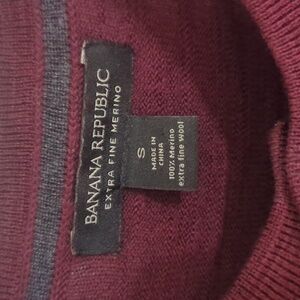 BANANA REPUBLIC
EXTRA FINE MERINO
S
MADE IN
CHINA
100% Merino
extra fine wool